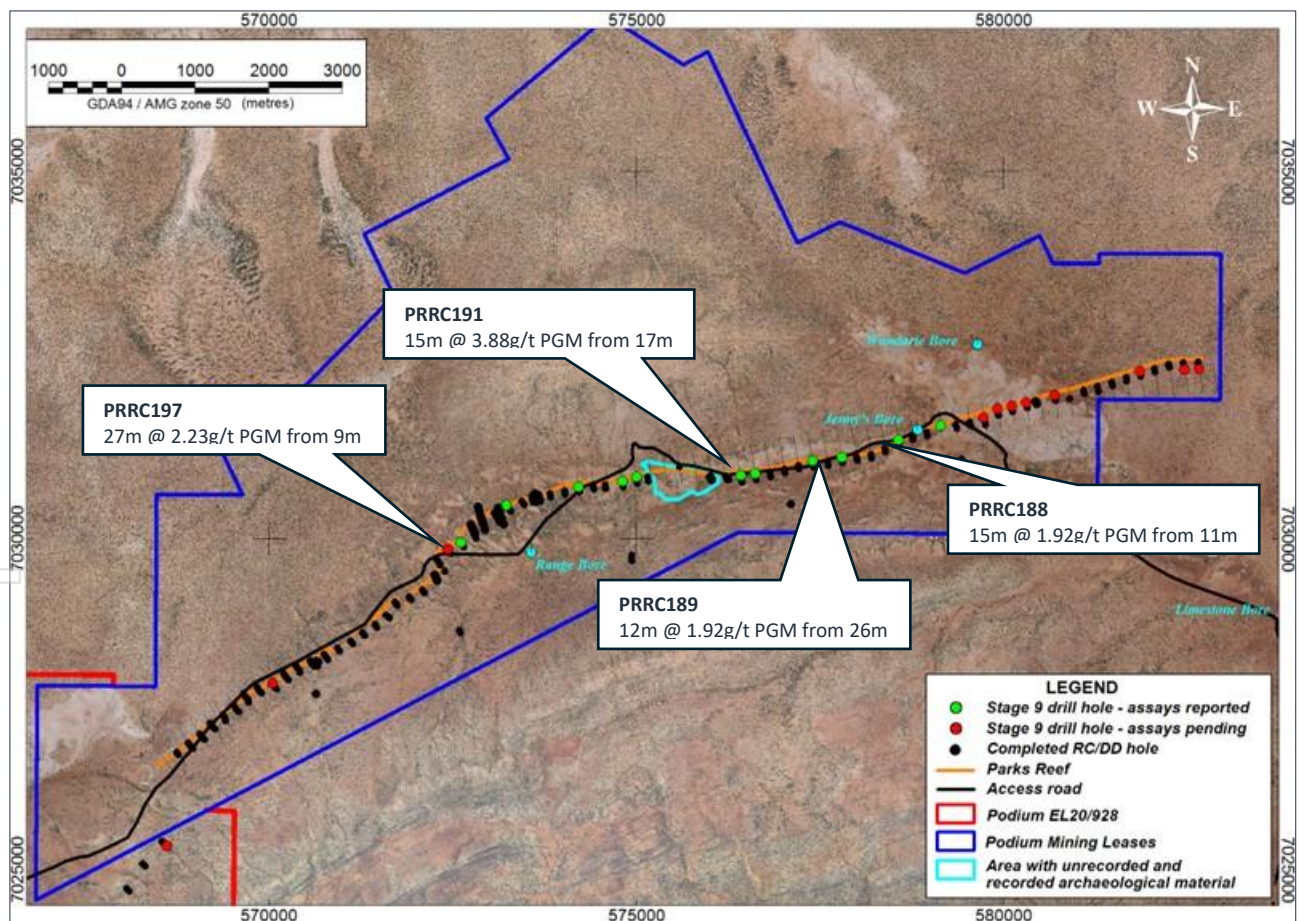 570000
575000
580000
1000 0 1000 2000 3000
GDA94 / AMG zone 50 (metres)
N
W E
S
7035000
7035000
PRRC191
15m @ 3.88g/t PGM from 17m
Wandarie Bore
PRRC197
27m @ 2.23g/t PGM from 9m
Jenny's Bore
PRRC188
15m @ 1.92g/t PGM from 11m
7030000
7030000
Range Bore
PRRC189
12m @ 1.92g/t PGM from 26m
Limestone Bore
LEGEND
Stage 9 drill hole - assays reported
Stage 9 drill hole - assays pending
Completed RC/DD hole
Parks Reef
Access road
Podium EL20/928
Podium Mining Leases
Area with unrecorded and
recorded archaeological material
7025000
7025000
570000
575000
580000